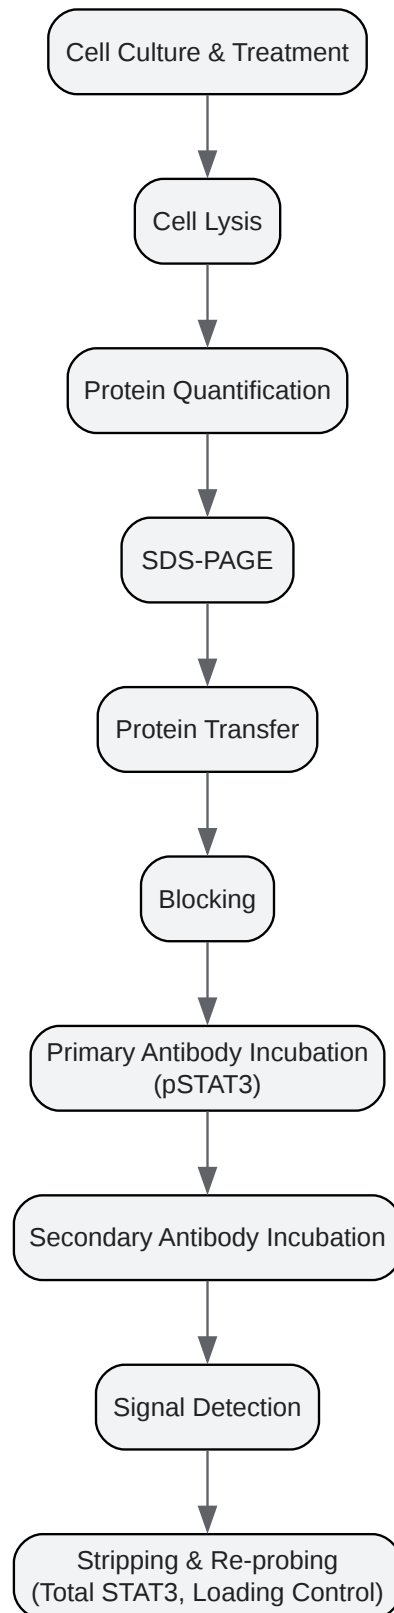 Cell Culture & Treatment
Cell Lysis
Protein Quantification
SDS-PAGE
Protein Transfer
Blocking
Primary Antibody Incubation
(pSTAT3)
Secondary Antibody Incubation
Signal Detection
Stripping & Re-probing
(Total STAT3, Loading Control)